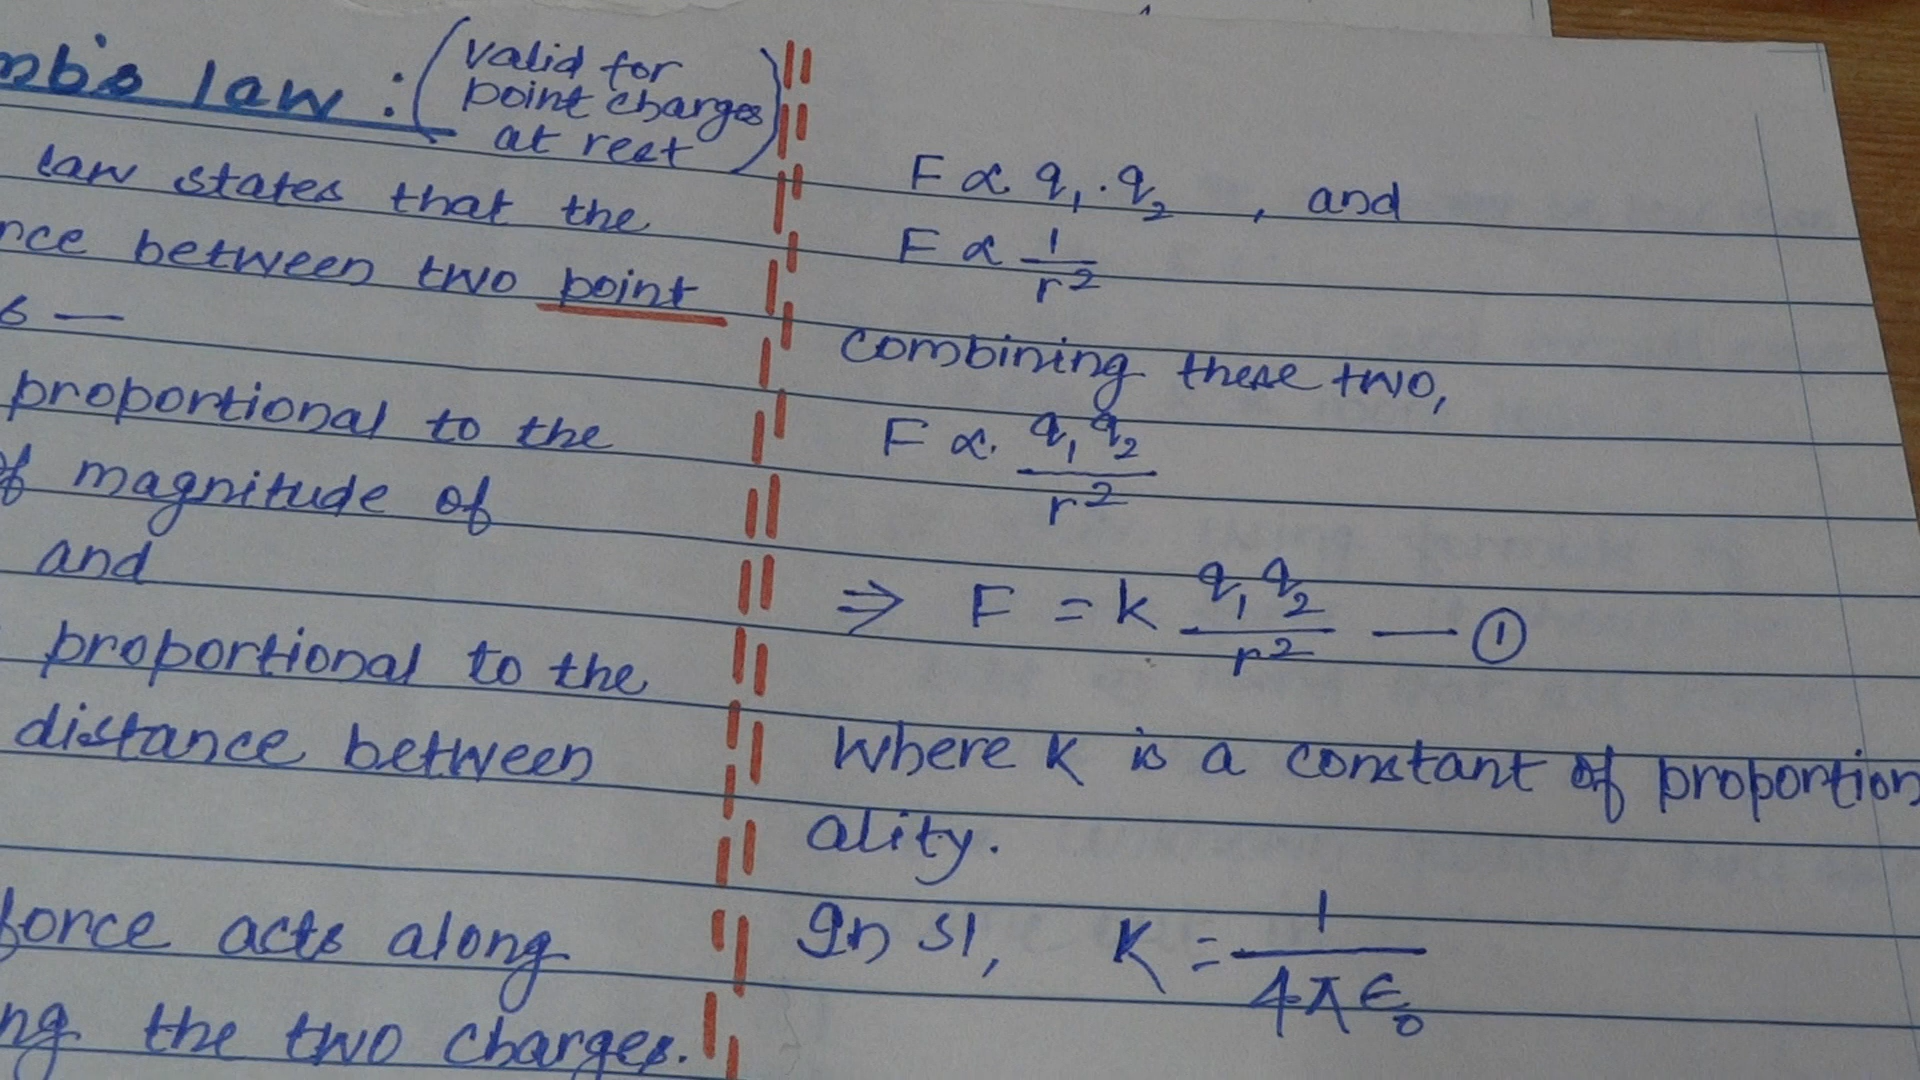 mb's law : (valid for
point charges
at rest)
law states that the
nce between two point
s —
proportional to the
of magnitude of
and
proportional to the
distance between
force acts along
ng the two charges.
F ∝ q₁ . q₂ , and
F ∝ 1/r²
combining these two,
F ∝. q₁q₂/r²
⇒ F = k q₁q₂/r² — ①
where k is a constant of proportion
ality.
In SI, K = 1/4πε₀